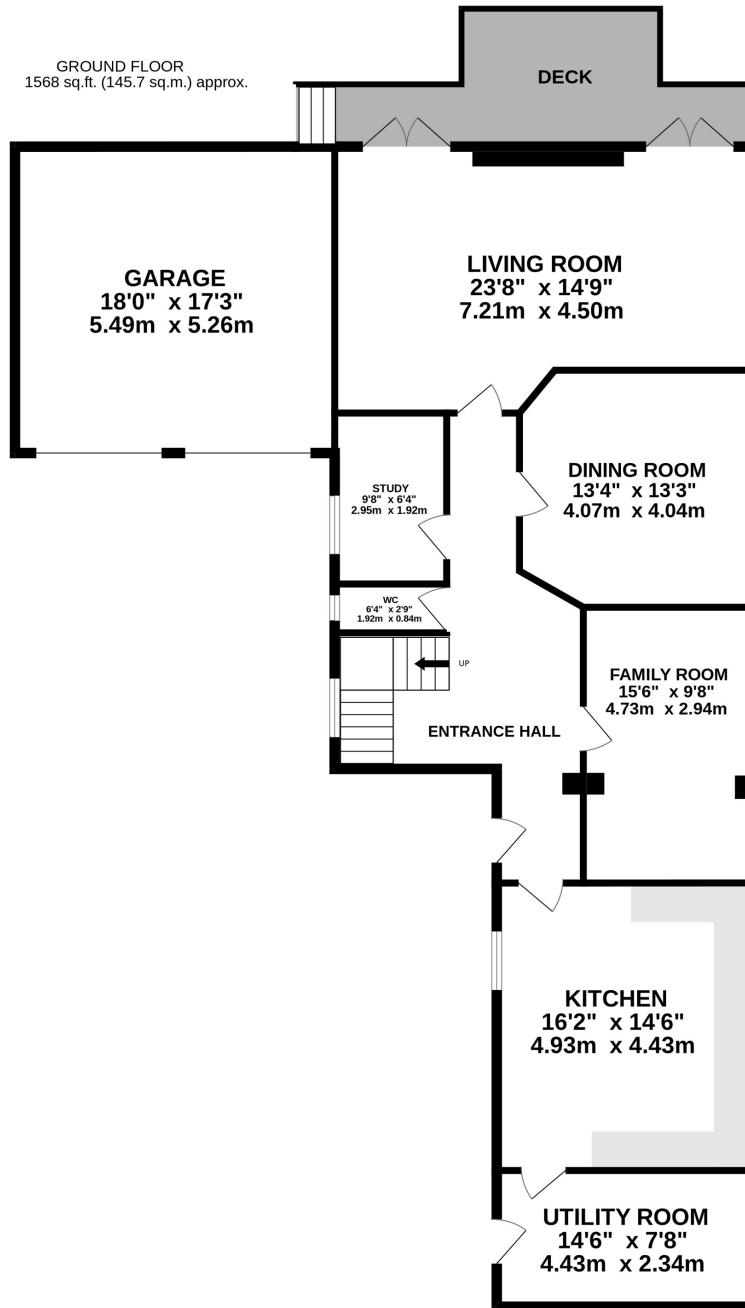 GROUND FLOOR
1568 sq.ft. (145.7 sq.m.) approx.
DECK
GARAGE
18'0" x 17'3"
5.49m x 5.26m
LIVING ROOM
23'8" x 14'9"
7.21m x 4.50m
STUDY
9'8" x 6'4"
2.95m x 1.92m
DINING ROOM
13'4" x 13'3"
4.07m x 4.04m
WC
6'4" x 2'9"
1.92m x 0.84m
UP
FAMILY ROOM
15'6" x 9'8"
4.73m x 2.94m
ENTRANCE HALL
KITCHEN
16'2" x 14'6"
4.93m x 4.43m
UTILITY ROOM
14'6" x 7'8"
4.43m x 2.34m